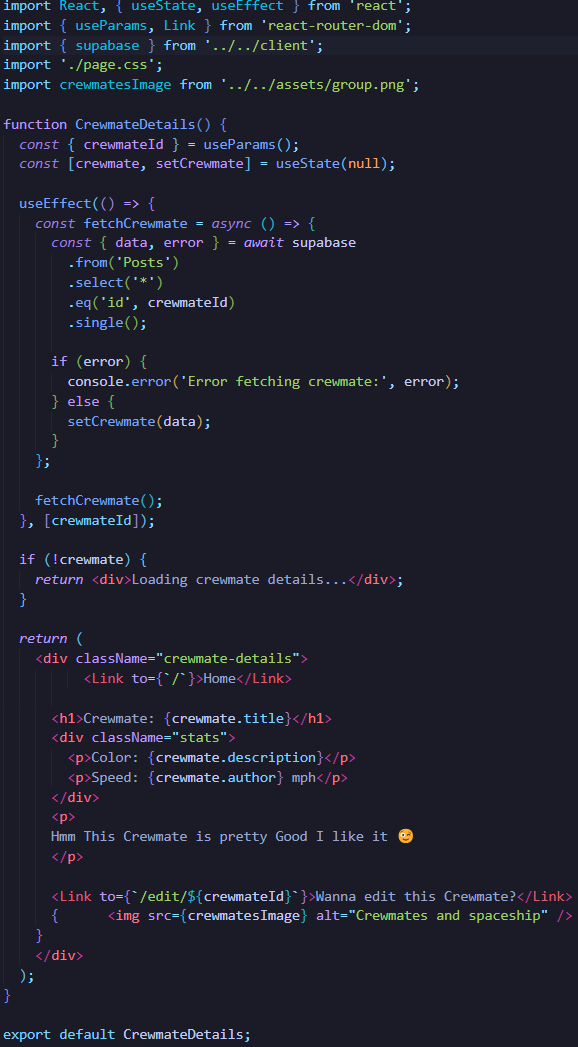 import React, { useState, useEffect } from 'react';
import { useParams, Link } from 'react-router-dom';
import { supabase } from '../../client';
import './page.css';
import crewmatesImage from '../../assets/group.png';

function CrewmateDetails() {
  const { crewmateId } = useParams();
  const [crewmate, setCrewmate] = useState(null);

  useEffect(() => {
    const fetchCrewmate = async () => {
      const { data, error } = await supabase
        .from('Posts')
        .select('*')
        .eq('id', crewmateId)
        .single();

      if (error) {
        console.error('Error fetching crewmate:', error);
      } else {
        setCrewmate(data);
      }
    };

    fetchCrewmate();
  }, [crewmateId]);

  if (!crewmate) {
    return <div>Loading crewmate details...</div>;
  }

  return (
    <div className="crewmate-details">
          <Link to={`/`}>Home</Link>

      <h1>Crewmate: {crewmate.title}</h1>
      <div className="stats">
        <p>Color: {crewmate.description}</p>
        <p>Speed: {crewmate.author} mph</p>
      </div>
      <p>
      Hmm This Crewmate is pretty Good I like it 😉
      </p>

      <Link to={`/edit/${crewmateId}`}>Wanna edit this Crewmate?</Link>
      {      <img src={crewmatesImage} alt="Crewmates and spaceship" />
    }
    </div>
  );
}

export default CrewmateDetails;